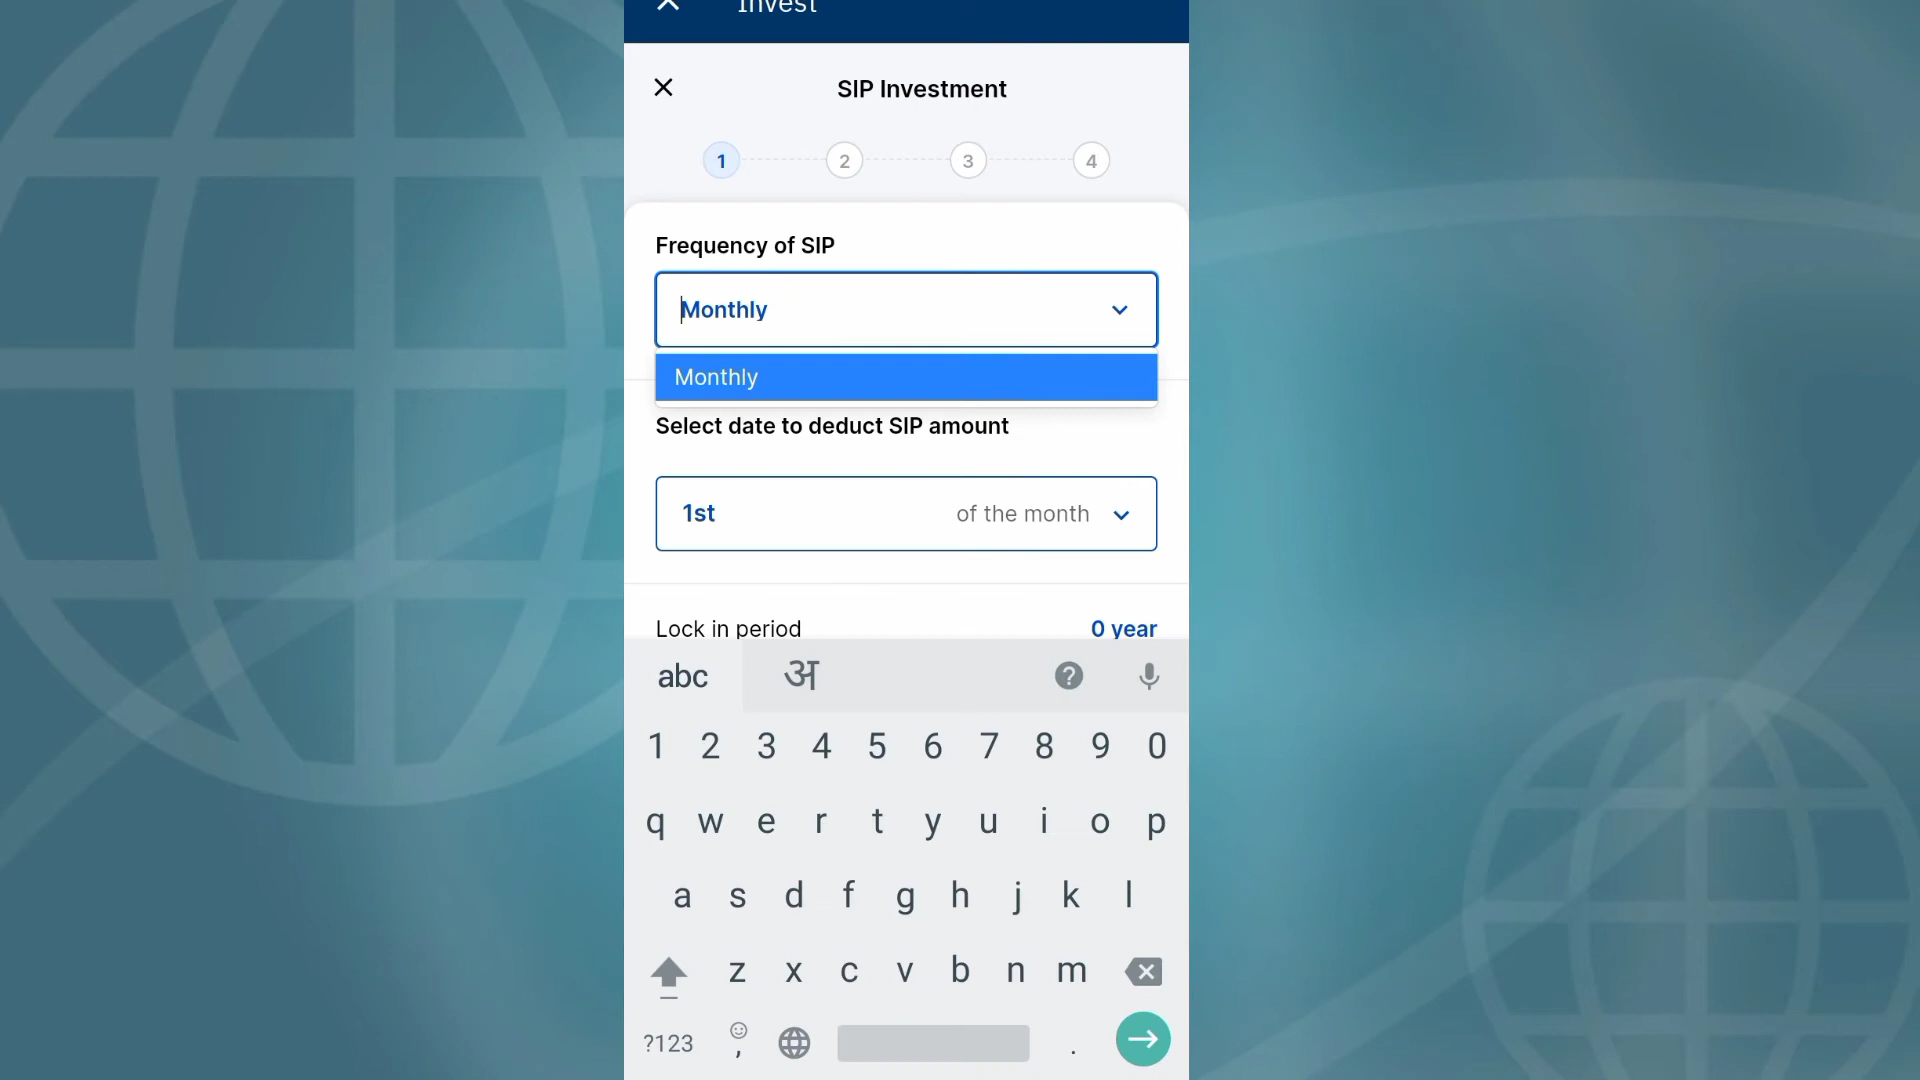 Invest
SIP Investment
1 2 3 4
Frequency of SIP
Monthly
Monthly
Select date to deduct SIP amount
1st of the month
Lock in period 0 year
abc अ ?
1 2 3 4 5 6 7 8 9 0
q w e r t y u i o p
a s d f g h j k l
z x c v b n m
?123 , .